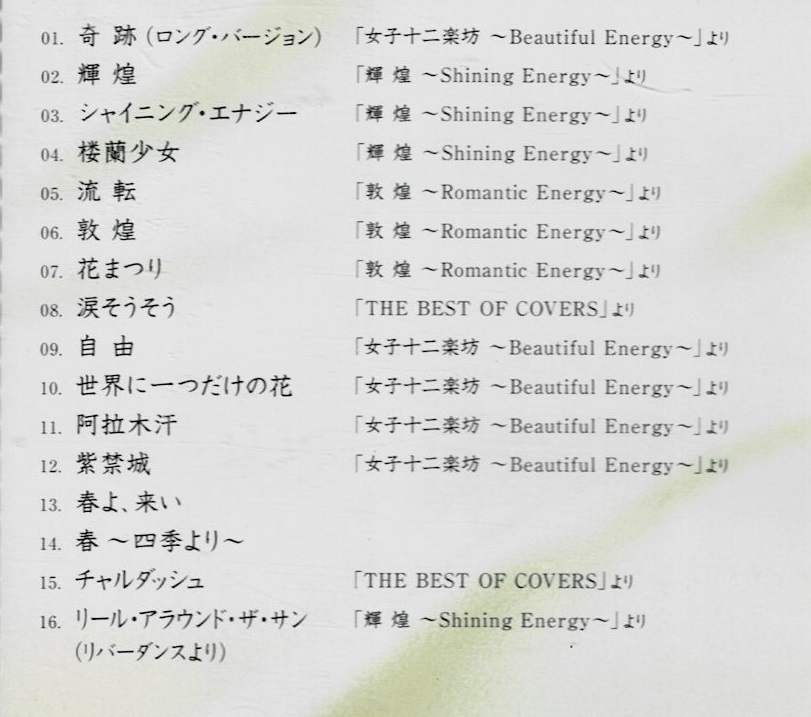 01. 奇 跡 (ロング・バージョン) 「女子十二楽坊 〜Beautiful Energy〜」より
02. 輝 煌 「輝 煌 〜Shining Energy〜」より
03. シャイニング・エナジー 「輝 煌 〜Shining Energy〜」より
04. 楼蘭少女 「輝 煌 〜Shining Energy〜」より
05. 流 転 「敦 煌 〜Romantic Energy〜」より
06. 敦 煌 「敦 煌 〜Romantic Energy〜」より
07. 花まつり 「敦 煌 〜Romantic Energy〜」より
08. 涙そうそう 「THE BEST OF COVERS」より
09. 自 由 「女子十二楽坊 〜Beautiful Energy〜」より
10. 世界に一つだけの花 「女子十二楽坊 〜Beautiful Energy〜」より
11. 阿拉木汗 「女子十二楽坊 〜Beautiful Energy〜」より
12. 紫禁城 「女子十二楽坊 〜Beautiful Energy〜」より
13. 春よ、来い
14. 春 〜四季より〜
15. チャルダッシュ 「THE BEST OF COVERS」より
16. リール・アラウンド・ザ・サン 「輝 煌 〜Shining Energy〜」より
(リバーダンスより)